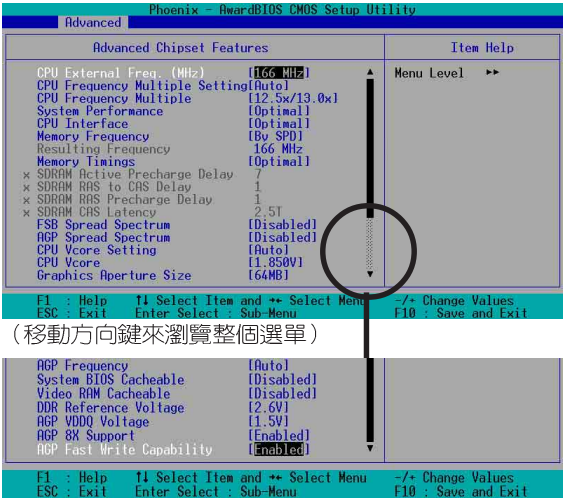 Phoenix - AwardBIOS CMOS Setup Utility
Advanced
Advanced Chipset Features Item Help
CPU External Freq. (MHz) [166 MHz] Menu Level ►►
CPU Frequency Multiple Setting[Auto]
CPU Frequency Multiple [12.5x/13.0x]
System Performance [Optimal]
CPU Interface [Optimal]
Memory Frequency [By SPD]
Resulting Frequency 166 MHz
Memory Timings [Optimal]
x SDRAM Active Precharge Delay 7
x SDRAM RAS to CAS Delay 1
x SDRAM RAS Precharge Delay 1
x SDRAM CAS Latency 2.5T
FSB Spread Spectrum [Disabled]
AGP Spread Spectrum [Disabled]
CPU Vcore Setting [Auto]
CPU Vcore [1.850V]
Graphics Aperture Size [64MB]
F1 : Help ↑↓ Select Item and →← Select Menu -/+ Change Values
ESC : Exit Enter Select : Sub-Menu F10 : Save and Exit
(移動方向鍵來瀏覽整個選單)
AGP Frequency [Auto]
System BIOS Cacheable [Disabled]
Video RAM Cacheable [Disabled]
DDR Reference Voltage [2.6V]
AGP VDDQ Voltage [1.5V]
AGP 8X Support [Enabled]
AGP Fast Write Capability [Enabled]
F1 : Help ↑↓ Select Item and →← Select Menu -/+ Change Values
ESC : Exit Enter Select : Sub-Menu F10 : Save and Exit